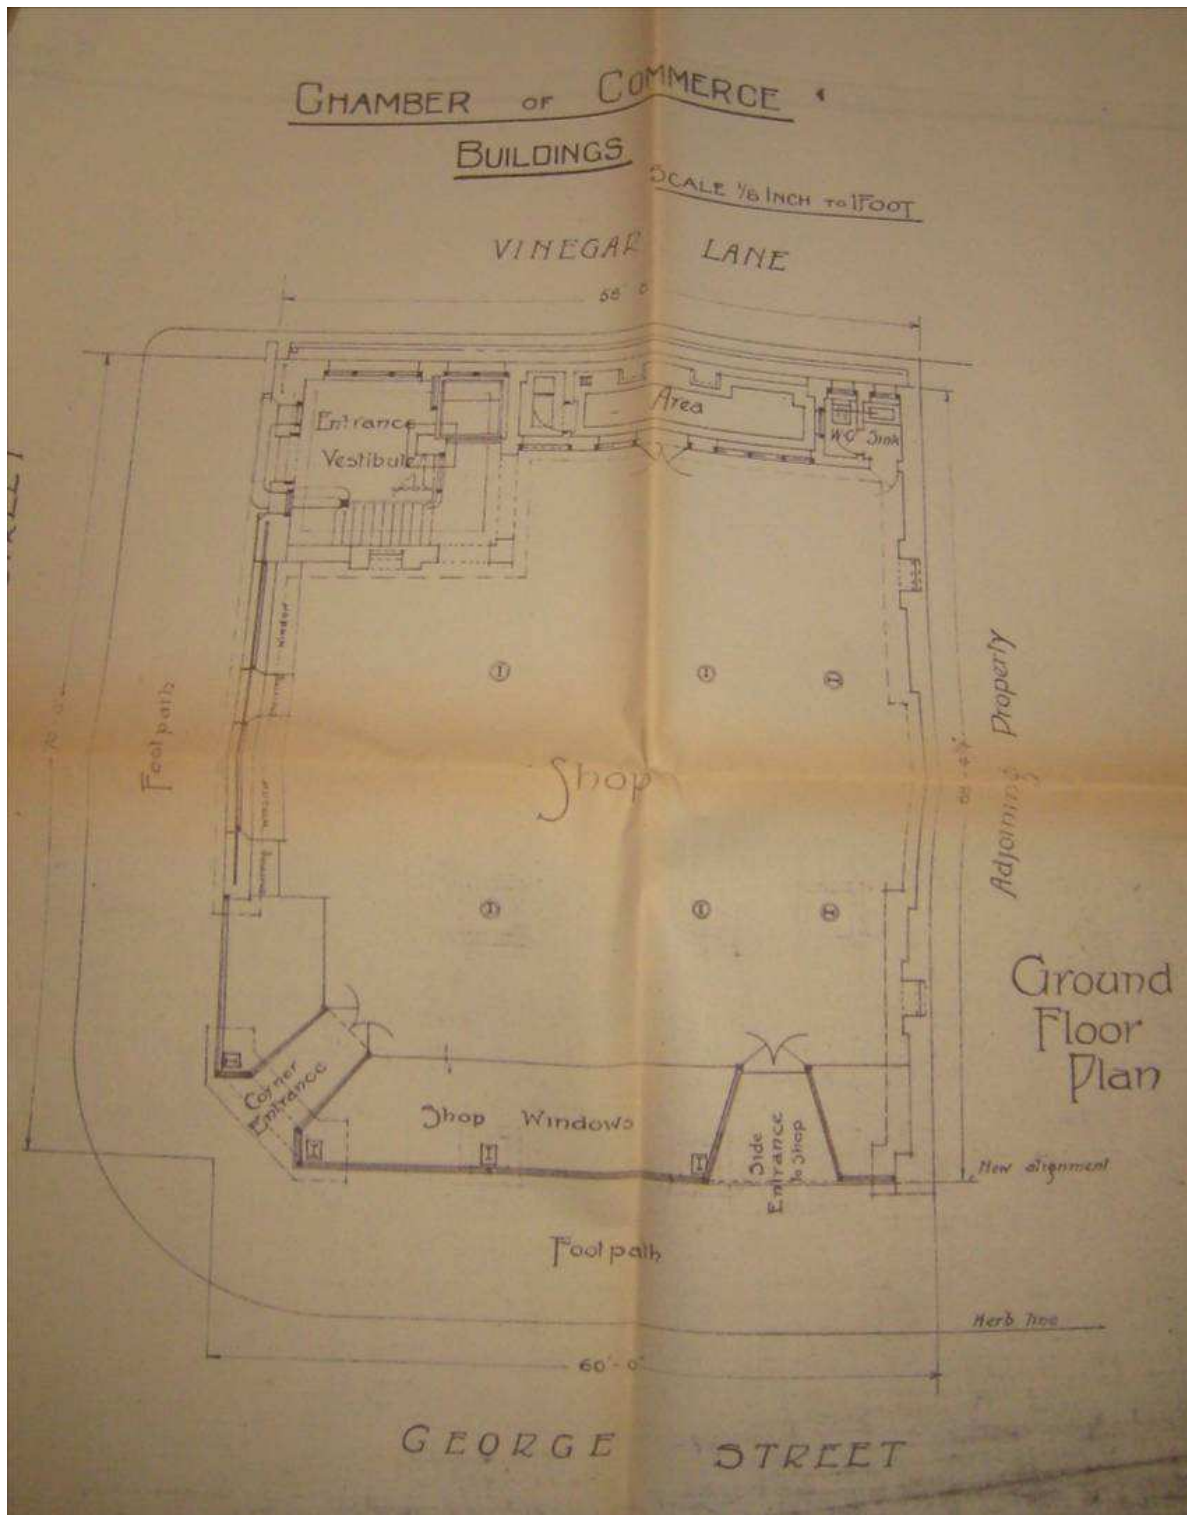 CHAMBER OF COMMERCE
BUILDINGS
SCALE 1/8 INCH TO 1 FOOT
VINEGAR LANE
Area
Entrance
Vestibule
W.C. Sink
Window
Footpath
Shop
Adjoining Property
Ground
Floor
Plan
Corner
Entrance
Shop Windows
Side
Entrance
to Shop
New alignment
Footpath
Kerb line
60'-0"
GEORGE STREET